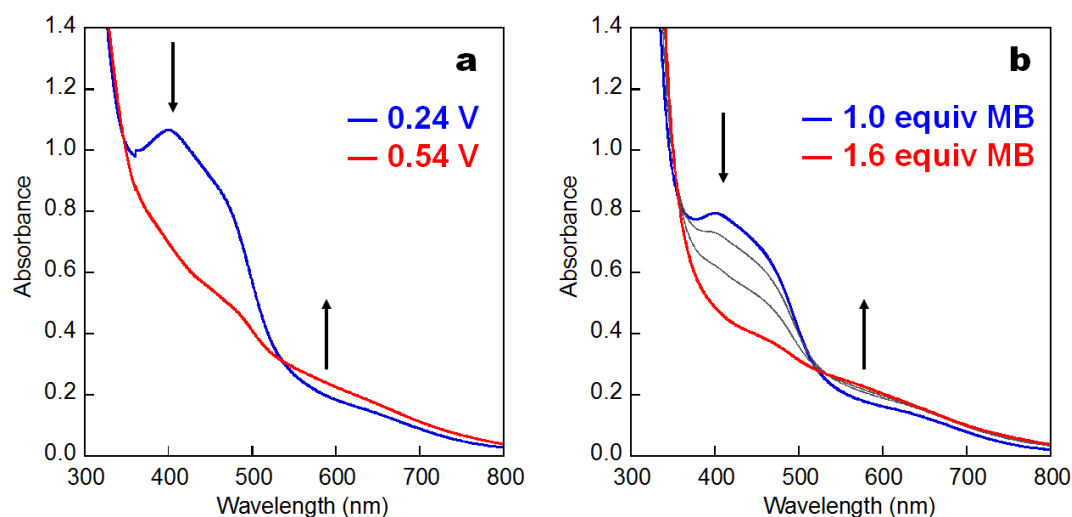 a
0.24 V
0.54 V
1.4
1.2
1.0
0.8
0.6
0.4
0.2
0.0
Absorbance
300 400 500 600 700 800
Wavelength (nm)
b
1.0 equiv MB
1.6 equiv MB
1.4
1.2
1.0
0.8
0.6
0.4
0.2
0.0
Absorbance
300 400 500 600 700 800
Wavelength (nm)